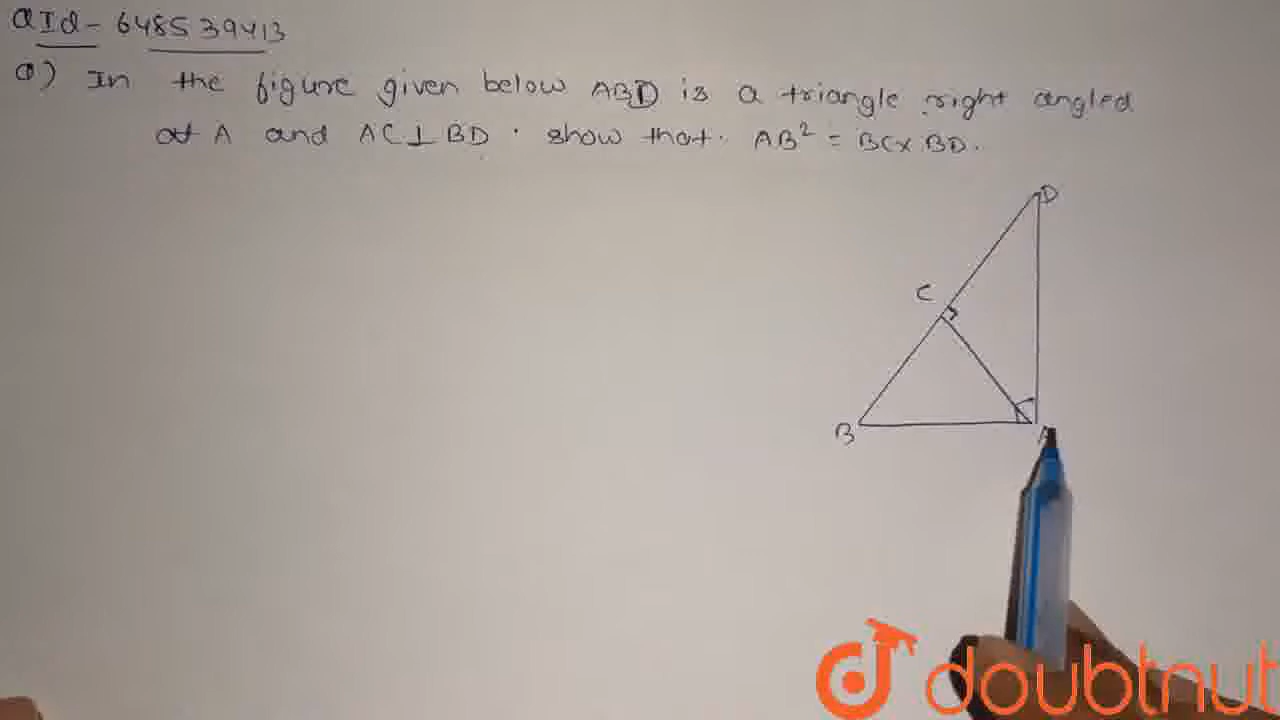 QId - 648539413
Q) In the figure given below ABD is a triangle right angled
at A and AC⊥BD. show that. AB² = BC×BD.
D
C
B
A
doubtnut